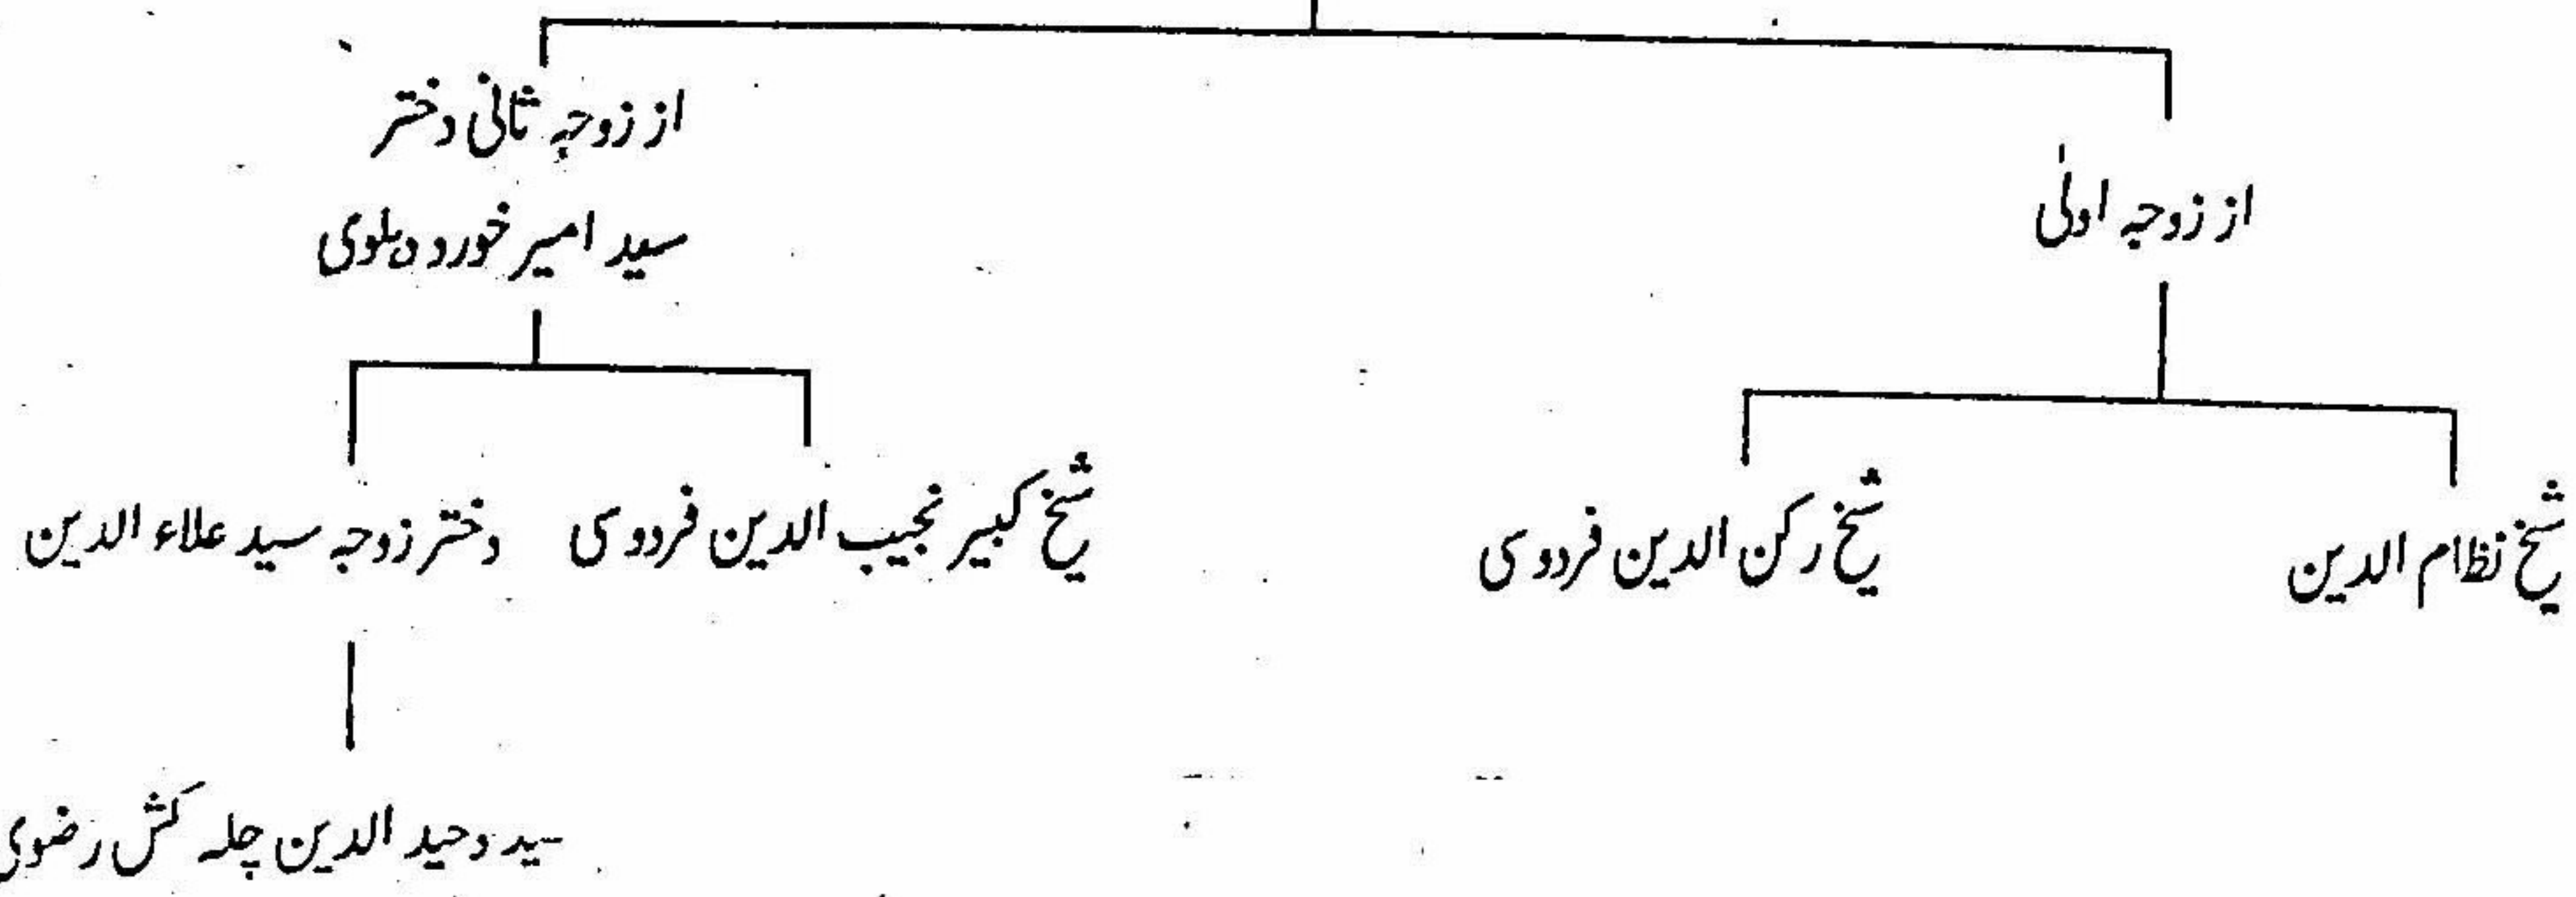 از زوجہ اولیٰ
از زوجہ ثانی دختر
سید امیر خورد دہلوی
شیخ نظام الدین
شیخ رکن الدین فردوسی
شیخ کبیر نجیب الدین فردوسی
دختر زوجہ سید علاء الدین
سید وحید الدین چلہ کش رضوی